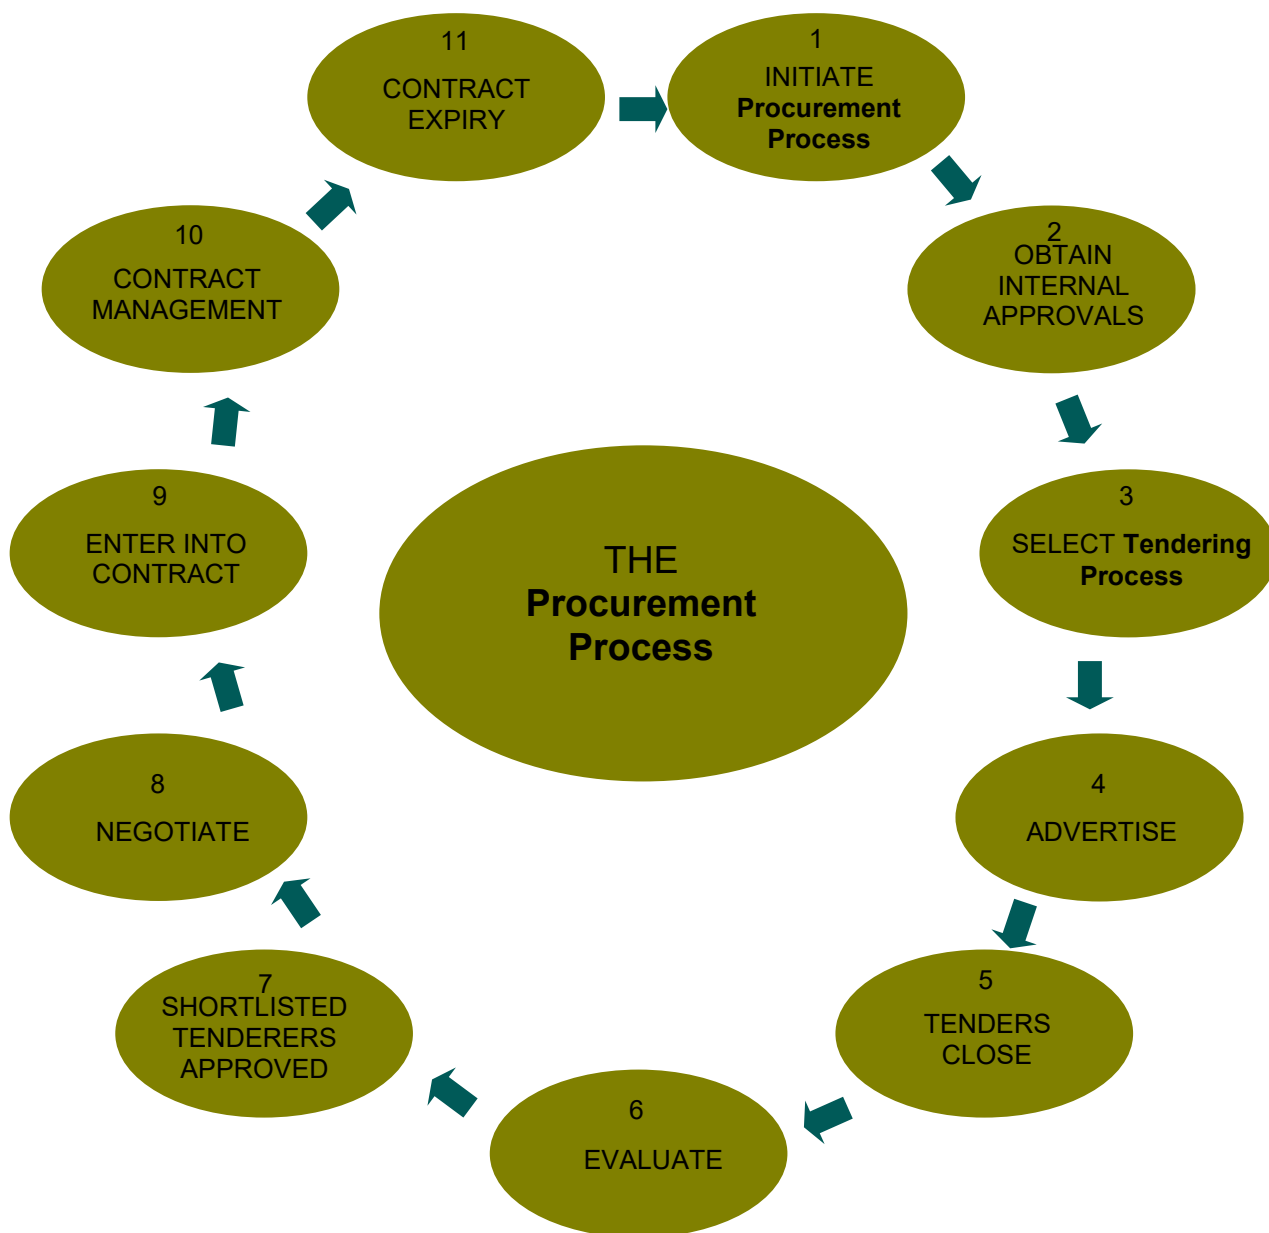 1
INITIATE
Procurement
Process
2
OBTAIN
INTERNAL
APPROVALS
3
SELECT Tendering
Process
4
ADVERTISE
5
TENDERS
CLOSE
6
EVALUATE
7
SHORTLISTED
TENDERERS
APPROVED
8
NEGOTIATE
9
ENTER INTO
CONTRACT
10
CONTRACT
MANAGEMENT
11
CONTRACT
EXPIRY
THE
Procurement
Process